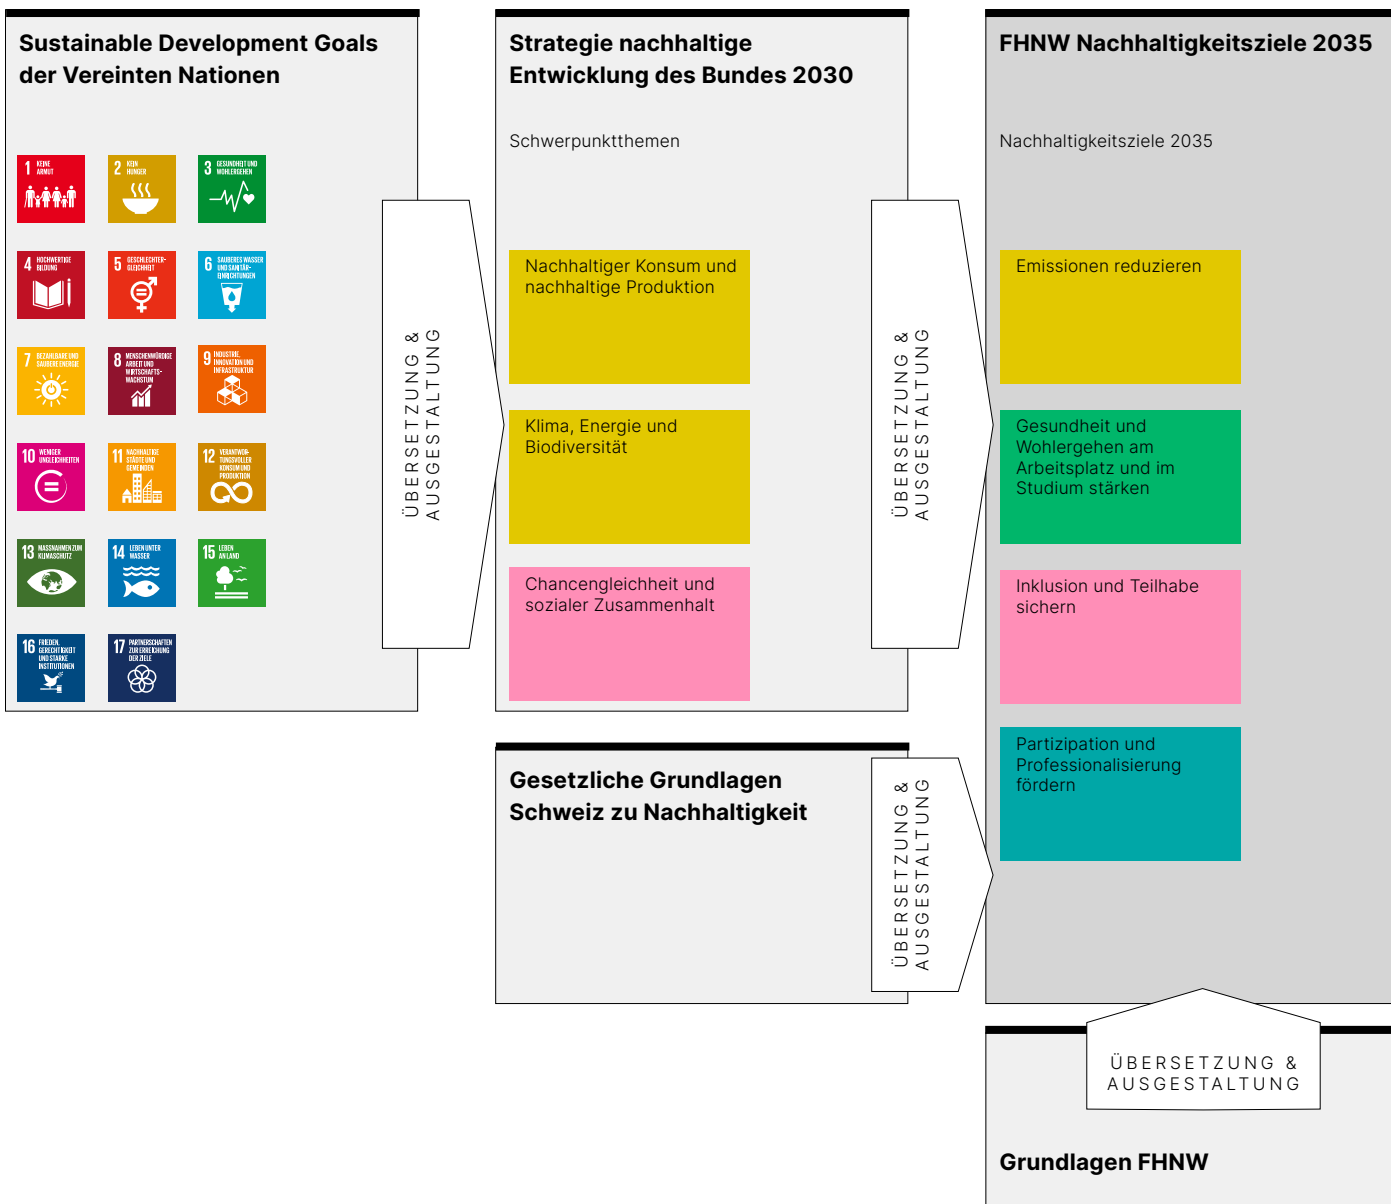 Sustainable Development Goals
der Vereinten Nationen
1 KEINE
ARMUT
2 KEIN
HUNGER
3 GESUNDHEIT UND
WOHLERGEHEN
4 HOCHWERTIGE
BILDUNG
5 GESCHLECHTER-
GLEICHHEIT
6 SAUBERES WASSER
UND SANITÄR-
EINRICHTUNGEN
7 BEZAHLBARE UND
SAUBERE ENERGIE
8 MENSCHENWÜRDIGE
ARBEIT UND
WIRTSCHAFTS-
WACHSTUM
9 INDUSTRIE,
INNOVATION UND
INFRASTRUKTUR
10 WENIGER
UNGLEICHHEITEN
11 NACHHALTIGE
STÄDTE UND
GEMEINDEN
12 VERANTWOR-
TUNGSVOLLER
KONSUM UND
PRODUKTION
13 MASSNAHMEN ZUM
KLIMASCHUTZ
14 LEBEN UNTER
WASSER
15 LEBEN
AN LAND
16 FRIEDEN,
GERECHTIGKEIT
UND STARKE
INSTITUTIONEN
17 PARTNERSCHAFTEN
ZUR ERREICHUNG
DER ZIELE
ÜBERSETZUNG &
AUSGESTALTUNG
Strategie nachhaltige
Entwicklung des Bundes 2030
Schwerpunktthemen
Nachhaltiger Konsum und
nachhaltige Produktion
Klima, Energie und
Biodiversität
Chancengleichheit und
sozialer Zusammenhalt
ÜBERSETZUNG &
AUSGESTALTUNG
Gesetzliche Grundlagen
Schweiz zu Nachhaltigkeit
ÜBERSETZUNG &
AUSGESTALTUNG
FHNW Nachhaltigkeitsziele 2035
Nachhaltigkeitsziele 2035
Emissionen reduzieren
Gesundheit und
Wohlergehen am
Arbeitsplatz und im
Studium stärken
Inklusion und Teilhabe
sichern
Partizipation und
Professionalisierung
fördern
ÜBERSETZUNG &
AUSGESTALTUNG
Grundlagen FHNW